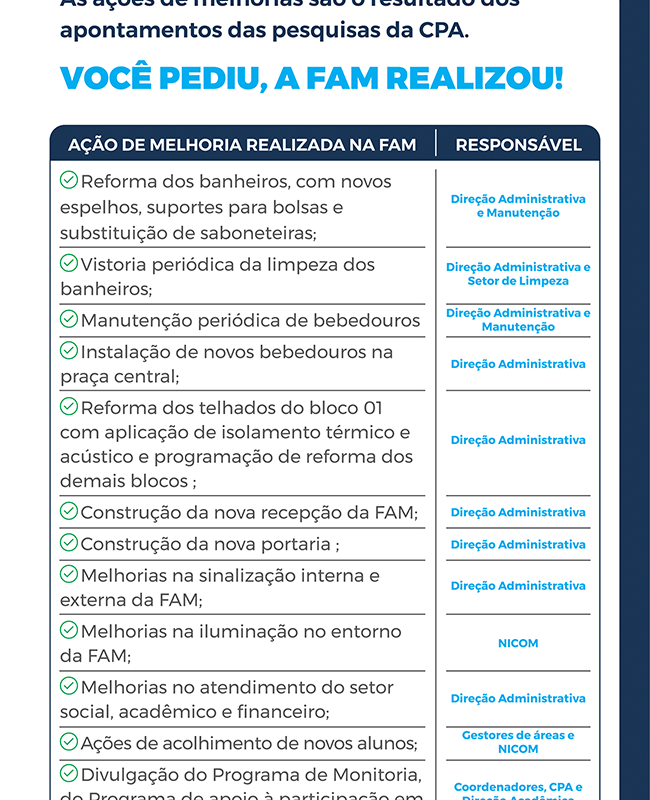 As ações de melhorias são o resultado dos
apontamentos das pesquisas da CPA.
VOCÊ PEDIU, A FAM REALIZOU!
AÇÃO DE MELHORIA REALIZADA NA FAM
RESPONSÁVEL
Reforma dos banheiros, com novos
espelhos, suportes para bolsas e
substituição de saboneteiras;
Direção Administrativa
e Manutenção
Vistoria periódica da limpeza dos
banheiros;
Direção Administrativa e
Setor de Limpeza
Manutenção periódica de bebedouros
Direção Administrativa e
Manutenção
Instalação de novos bebedouros na
praça central;
Direção Administrativa
Reforma dos telhados do bloco 01
com aplicação de isolamento térmico e
acústico e programação de reforma dos
demais blocos ;
Direção Administrativa
Construção da nova recepção da FAM;
Direção Administrativa
Construção da nova portaria ;
Direção Administrativa
Melhorias na sinalização interna e
externa da FAM;
Direção Administrativa
Melhorias na iluminação no entorno
da FAM;
NICOM
Melhorias no atendimento do setor
social, acadêmico e financeiro;
Direção Administrativa
Ações de acolhimento de novos alunos;
Gestores de áreas e
NICOM
Divulgação do Programa de Monitoria,
do Programa de apoio à participação em
Coordenadores, CPA e
Direção Acadêmica